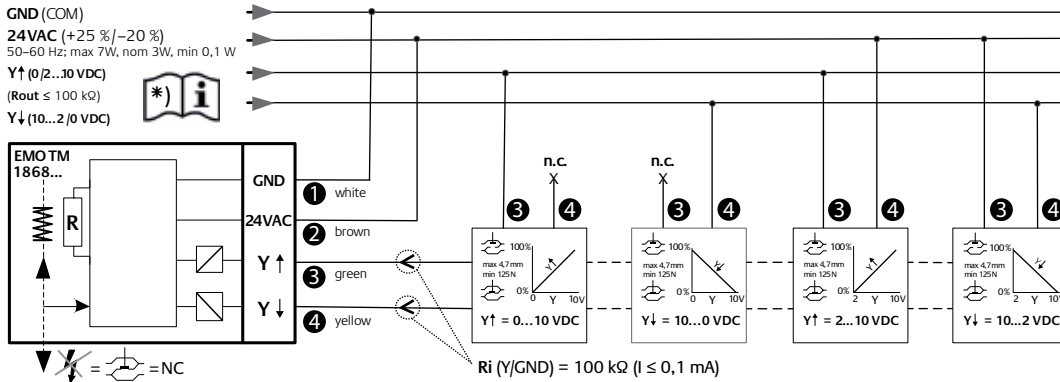 GND (COM)
24VAC (+25 %/−20 %)
50–60 Hz; max 7W, nom 3W, min 0,1 W
Y↑ (0/2...10 VDC)
(Rout ≤ 100 kΩ)
Y↓ (10...2/0 VDC)
*) i
EMO TM
1868...
R
GND
1 white
24VAC
2 brown
Y ↑
3 green
Y ↓
4 yellow
= = NC
n.c.
X
n.c.
X
3 4
3 4
3 4
3 4
100%
max 4,7mm
min 125N
0%
Y↑
0 Y 10V
Y↑ = 0...10 VDC
100%
max 4,7mm
min 125N
0%
Y↓
0 Y 10V
Y↓ = 10...0 VDC
100%
max 4,7mm
min 125N
0%
Y↑
2 Y 10V
Y↑ = 2...10 VDC
100%
max 4,7mm
min 125N
0%
Y↓
2 Y 10V
Y↓ = 10...2 VDC
Ri (Y/GND) = 100 kΩ (I ≤ 0,1 mA)